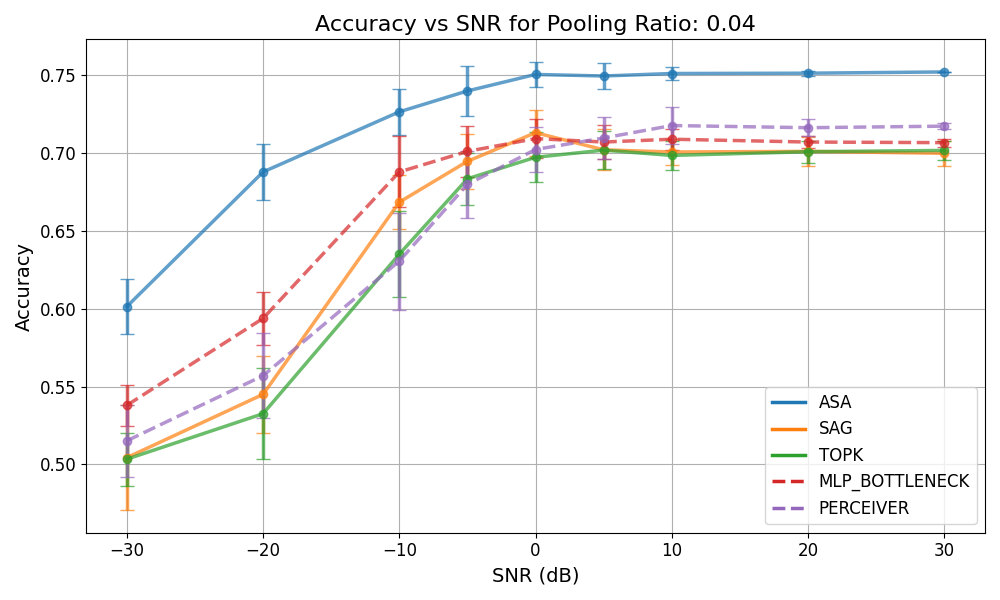 Accuracy vs SNR for Pooling Ratio: 0.04
Accuracy
0.75
0.70
0.65
0.60
0.55
0.50
ASA
SAG
TOPK
MLP_BOTTLENECK
PERCEIVER
−30 −20 −10 0 10 20 30
SNR (dB)